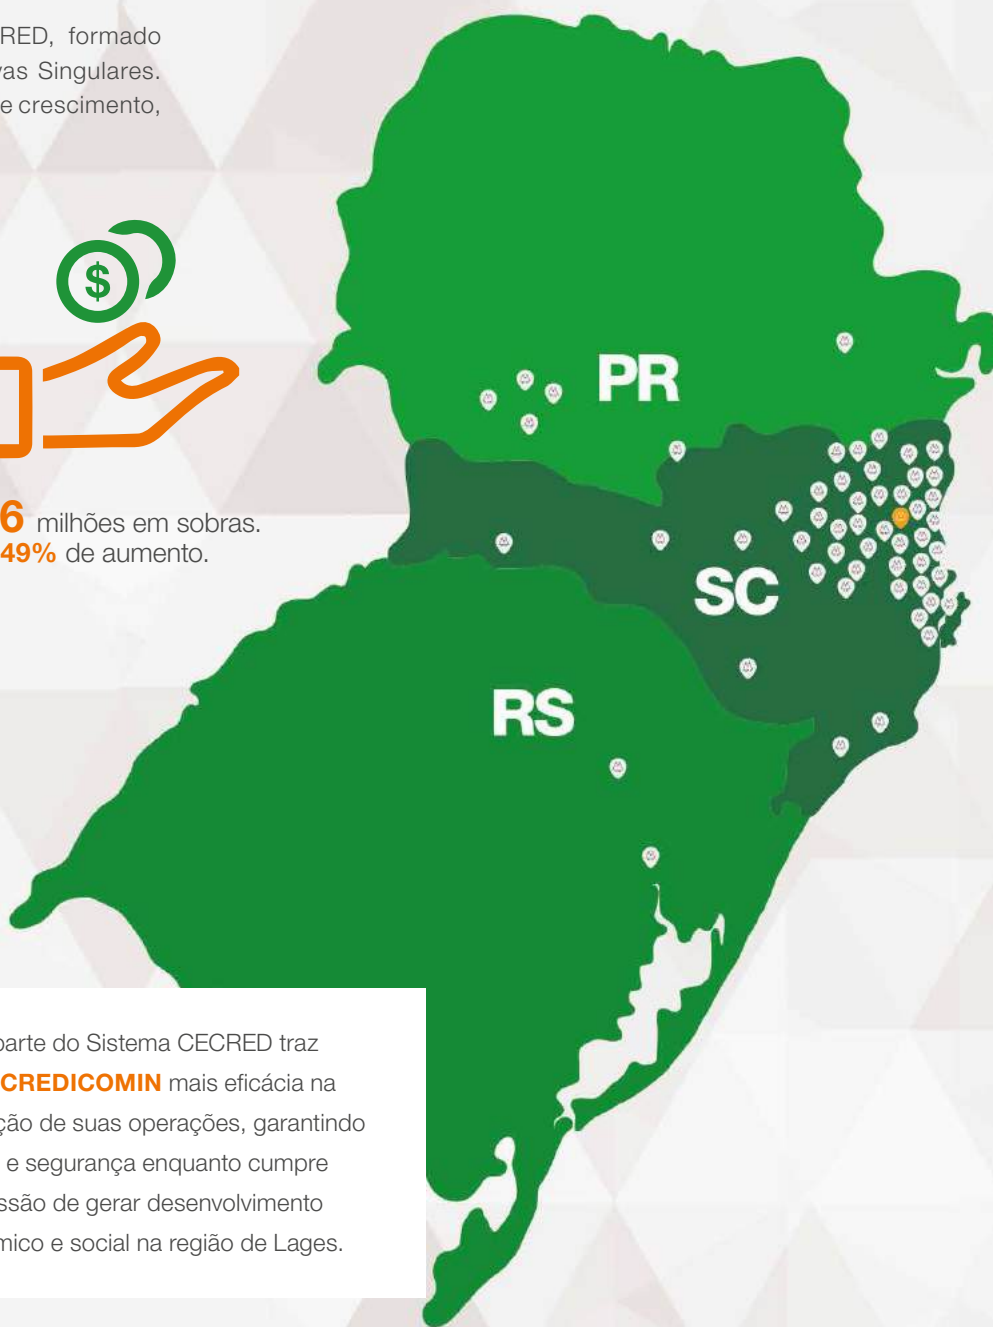 RED, formado
vas Singulares.
e crescimento,
$
6 milhões em sobras.
49% de aumento.
PR
SC
RS
parte do Sistema CECRED traz
CREDICOMIN mais eficácia na
ção de suas operações, garantindo
e segurança enquanto cumpre
ssão de gerar desenvolvimento
mico e social na região de Lages.